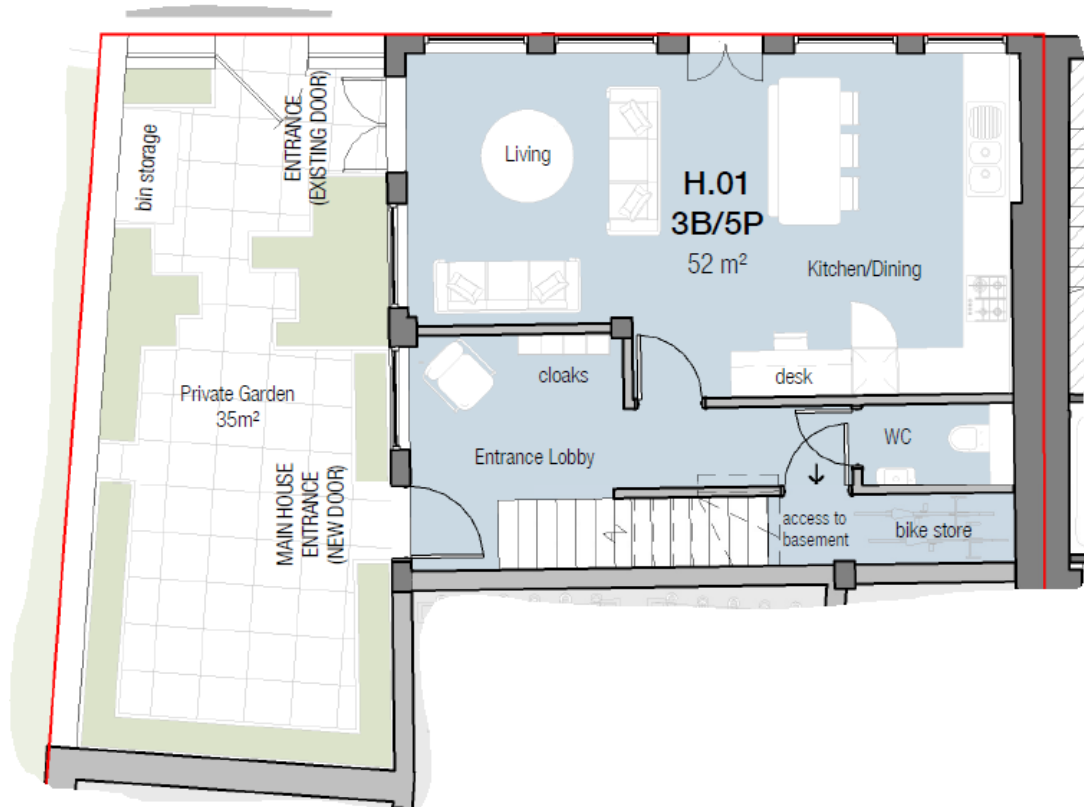 bin storage
ENTRANCE
(EXISTING DOOR)
Living
H.01
3B/5P
52 m²
Kitchen/Dining
Private Garden
35m²
cloaks
desk
Entrance Lobby
WC
MAIN HOUSE
ENTRANCE
(NEW DOOR)
access to
basement
bike store